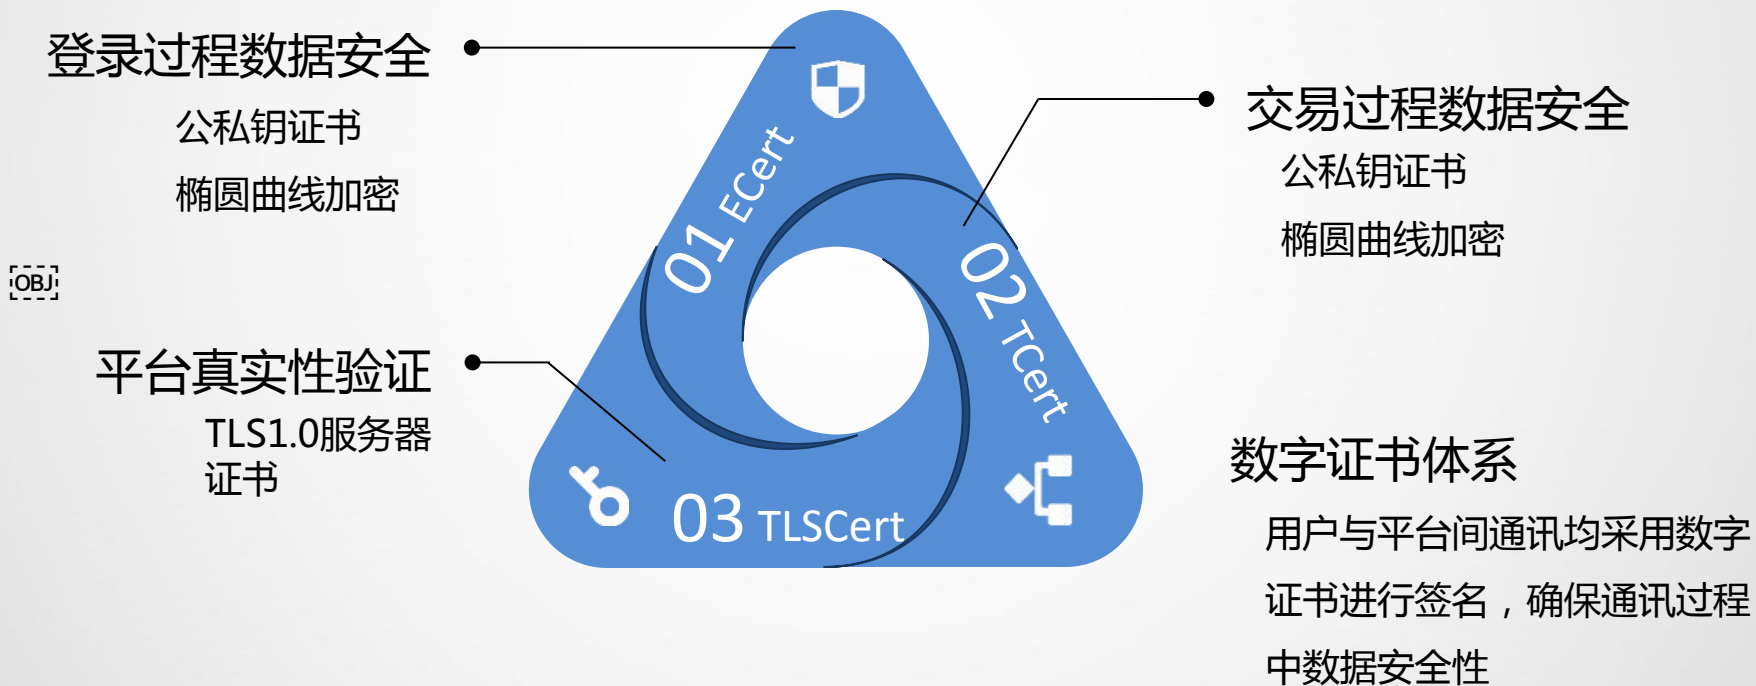 登录过程数据安全
公私钥证书
椭圆曲线加密
OBJ
平台真实性验证
TLS1.0服务器
证书
01 ECert
02 TCert
03 TLSCert
交易过程数据安全
公私钥证书
椭圆曲线加密
数字证书体系
用户与平台间通讯均采用数字
证书进行签名，确保通讯过程
中数据安全性